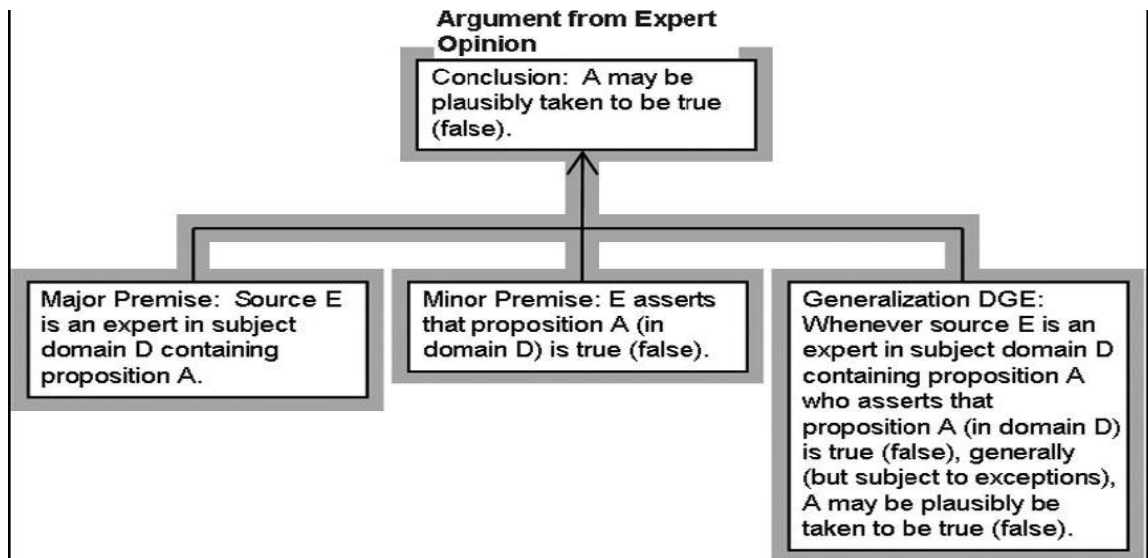 Argument from Expert
Opinion
Conclusion: A may be
plausibly taken to be true
(false).
Major Premise: Source E
is an expert in subject
domain D containing
proposition A.
Minor Premise: E asserts
that proposition A (in
domain D) is true (false).
Generalization DGE:
Whenever source E is an
expert in subject domain D
containing proposition A
who asserts that
proposition A (in domain D)
is true (false), generally
(but subject to exceptions),
A may be plausibly be
taken to be true (false).